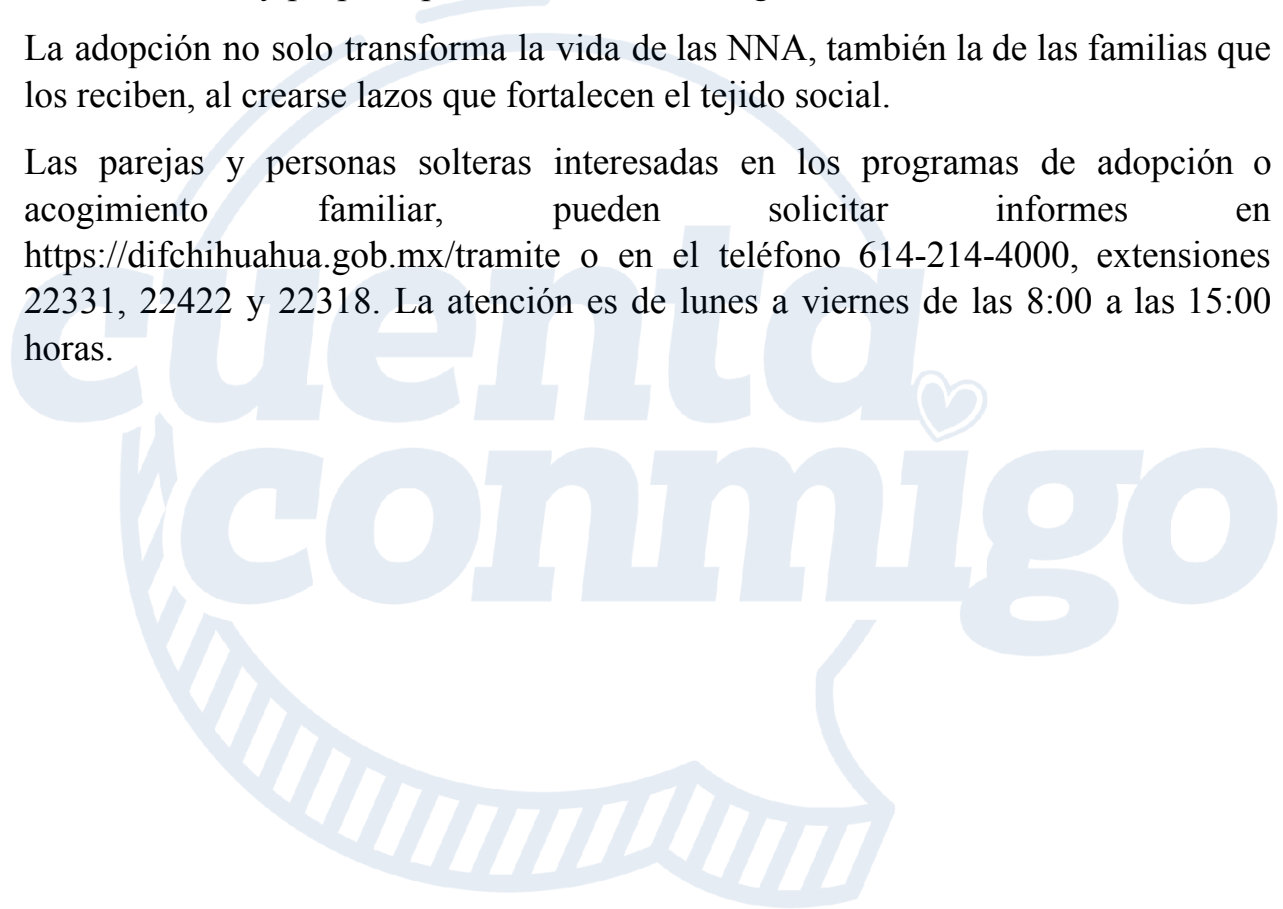 La adopción no solo transforma la vida de las NNA, también la de las familias que
los reciben, al crearse lazos que fortalecen el tejido social.
Las parejas y personas solteras interesadas en los programas de adopción o
acogimiento familiar, pueden solicitar informes en
https://difchihuahua.gob.mx/tramite o en el teléfono 614-214-4000, extensiones
22331, 22422 y 22318. La atención es de lunes a viernes de las 8:00 a las 15:00
horas.
cuenta
conmigo